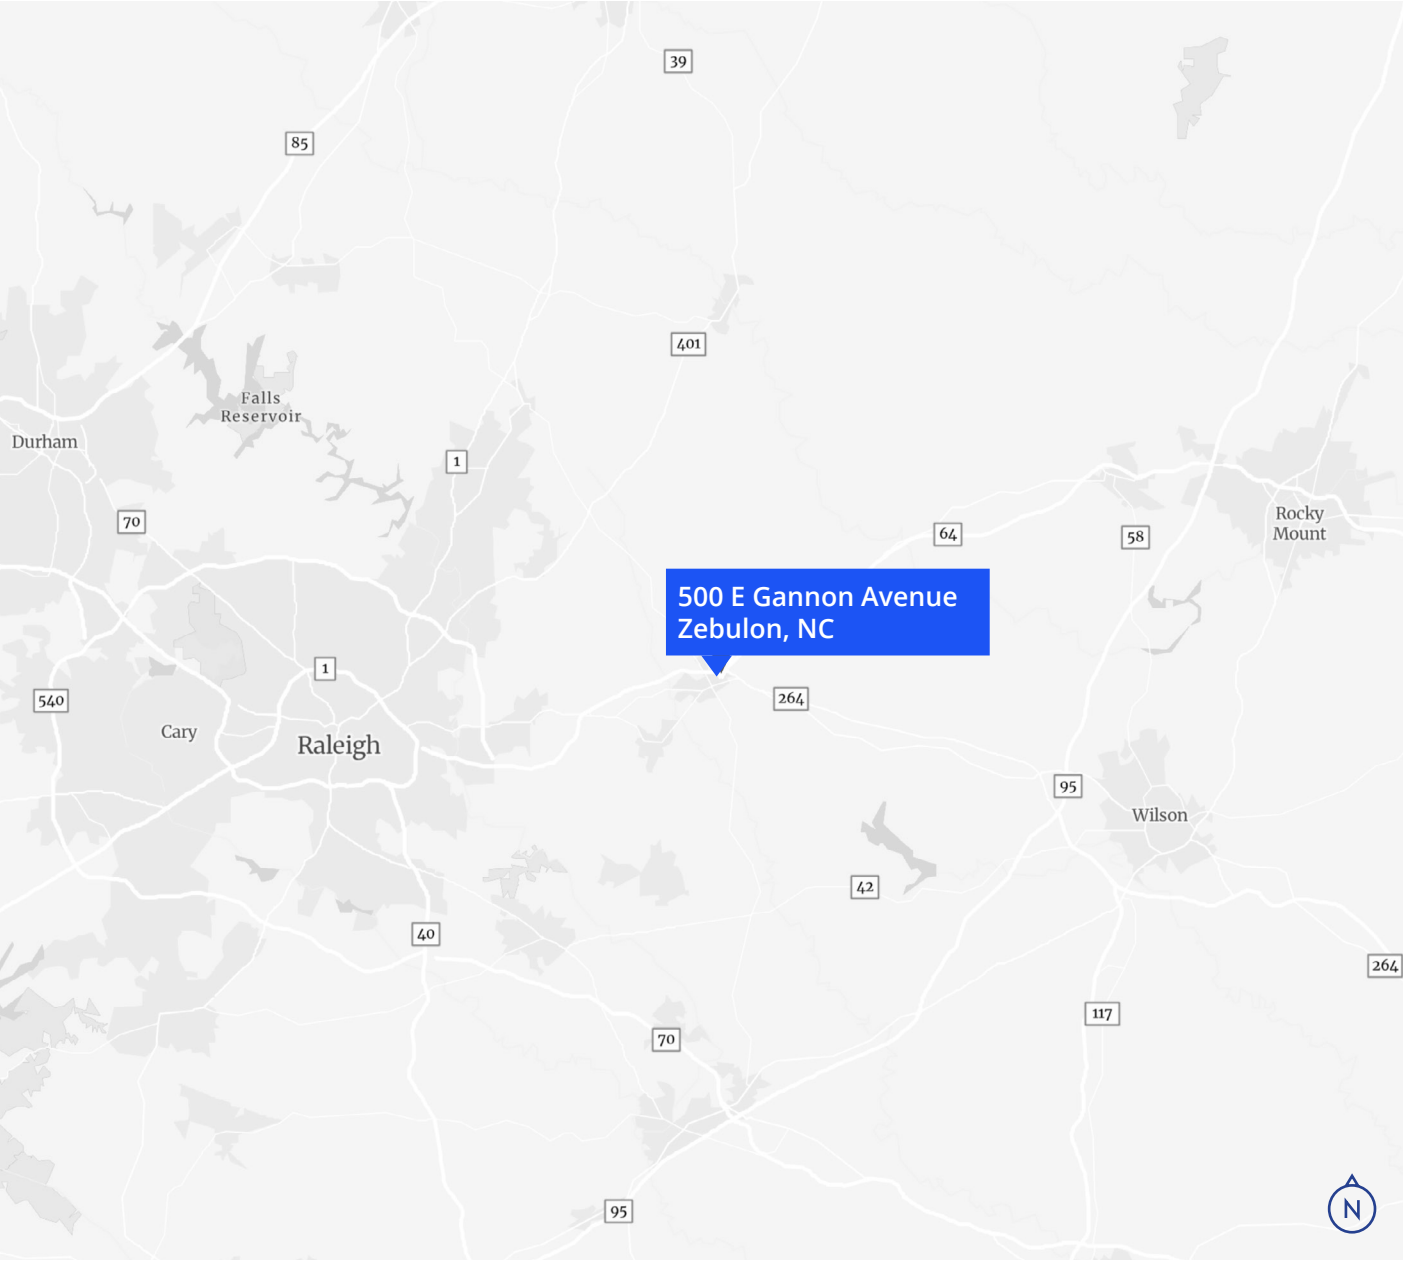 39
85
401
Falls
Reservoir
Durham
1
70
64
58
Rocky
Mount
500 E Gannon Avenue
Zebulon, NC
1
540
264
Cary
Raleigh
95
Wilson
42
40
264
117
70
95
N